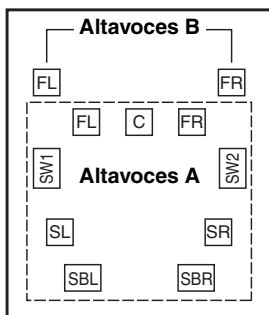 Altavoces B
FL FR
FL C FR
SW1 Altavoces A SW2
SL SR
SBL SBR